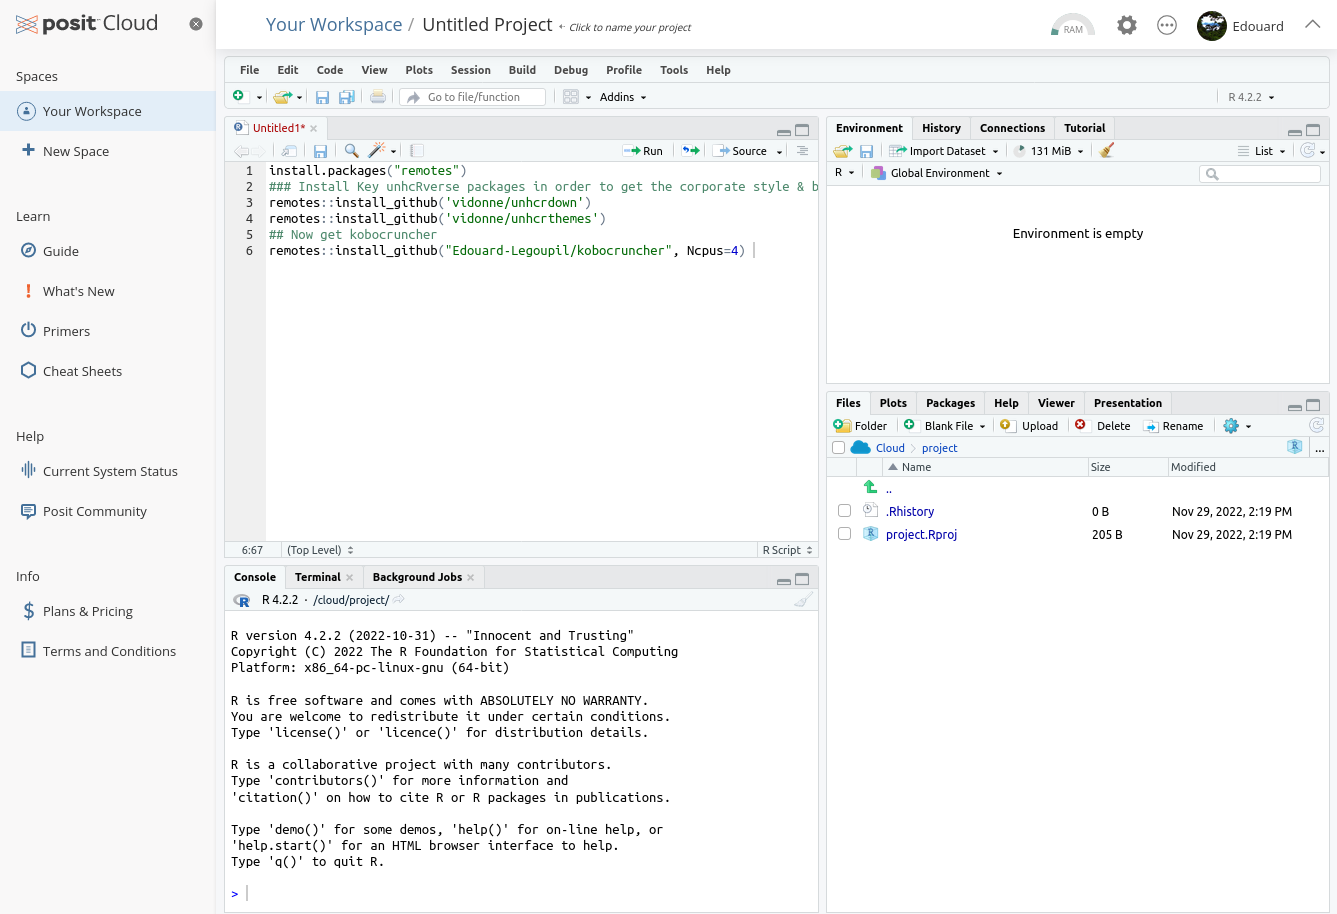 posit Cloud
Spaces
Your Workspace
New Space
Learn
Guide
What's New
Primers
Cheat Sheets
Help
Current System Status
Posit Community
Info
Plans & Pricing
Terms and Conditions
Your Workspace / Untitled Project ← Click to name your project
RAM
Edouard
File Edit Code View Plots Session Build Debug Profile Tools Help
Go to file/function Addins R 4.2.2
Untitled1*
Run Source
1 install.packages("remotes")
2 ### Install Key unhcRverse packages in order to get the corporate style & b
3 remotes::install_github('vidonne/unhcrdown')
4 remotes::install_github('vidonne/unhcrthemes')
5 ## Now get kobocruncher
6 remotes::install_github("Edouard-Legoupil/kobocruncher", Ncpus=4)
6:67 (Top Level) R Script
Console Terminal Background Jobs
R 4.2.2 · /cloud/project/
R version 4.2.2 (2022-10-31) -- "Innocent and Trusting"
Copyright (C) 2022 The R Foundation for Statistical Computing
Platform: x86_64-pc-linux-gnu (64-bit)
R is free software and comes with ABSOLUTELY NO WARRANTY.
You are welcome to redistribute it under certain conditions.
Type 'license()' or 'licence()' for distribution details.
R is a collaborative project with many contributors.
Type 'contributors()' for more information and
'citation()' on how to cite R or R packages in publications.
Type 'demo()' for some demos, 'help()' for on-line help, or
'help.start()' for an HTML browser interface to help.
Type 'q()' to quit R.
>
Environment History Connections Tutorial
Import Dataset 131 MiB List
R Global Environment
Environment is empty
Files Plots Packages Help Viewer Presentation
Folder Blank File Upload Delete Rename
Cloud project ...
Name Size Modified
..
.Rhistory 0 B Nov 29, 2022, 2:19 PM
project.Rproj 205 B Nov 29, 2022, 2:19 PM